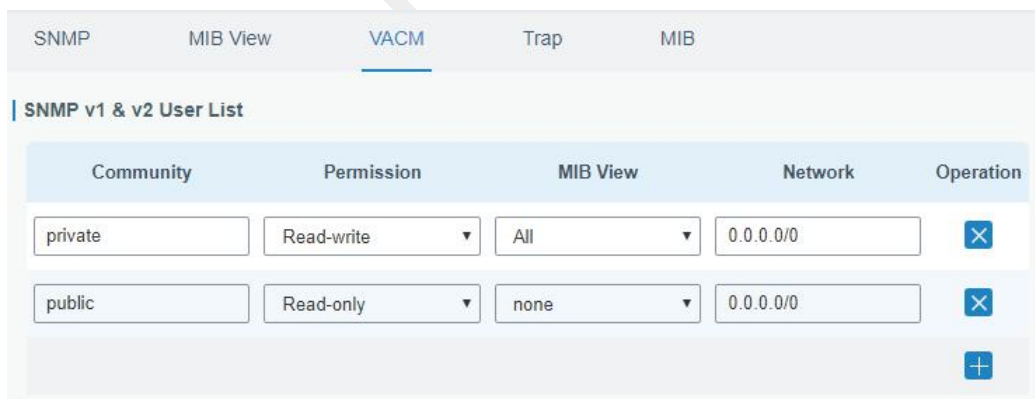 SNMP MIB View VACM Trap MIB
SNMP v1 & v2 User List
Community Permission MIB View Network Operation
private Read-write All 0.0.0.0/0
public Read-only none 0.0.0.0/0